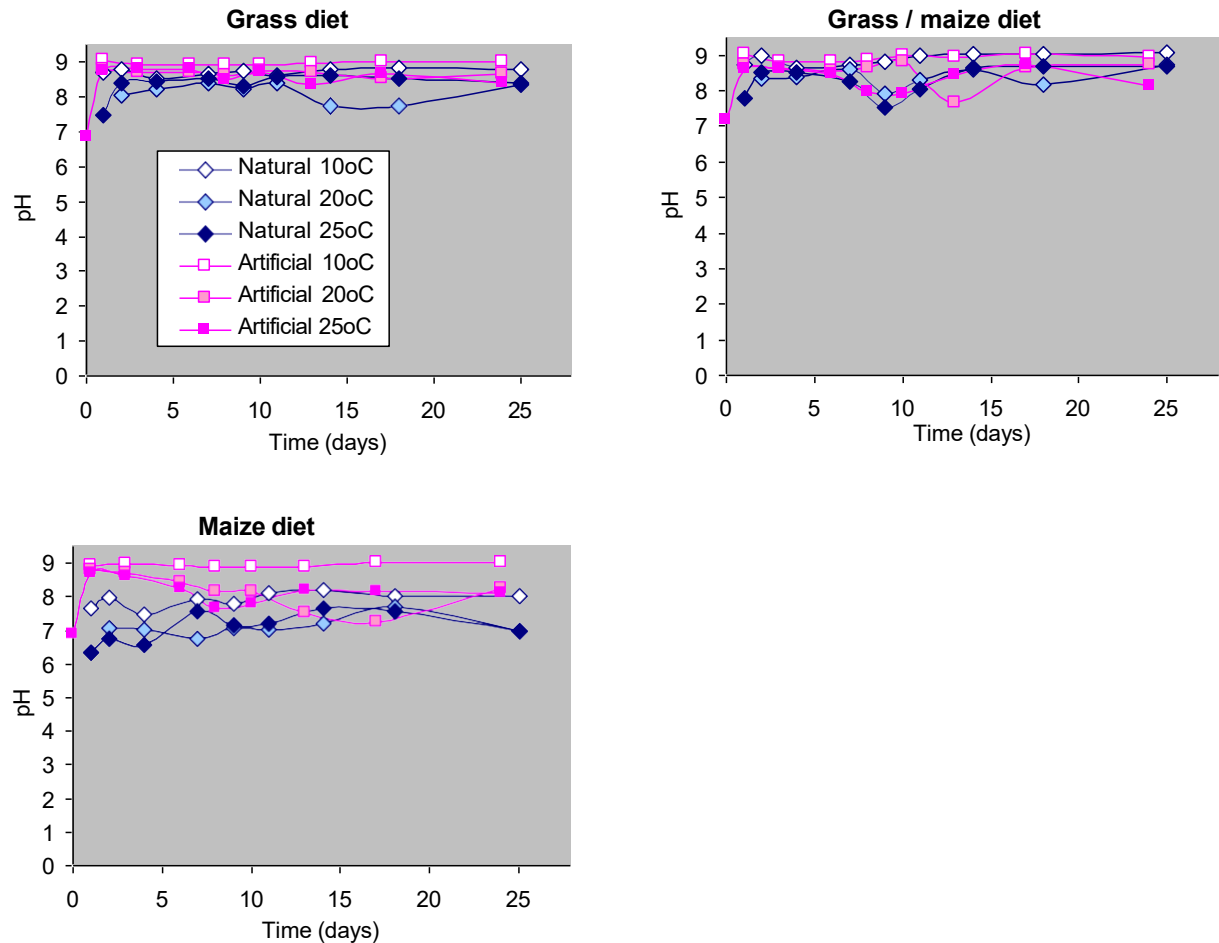 Grass diet
9
8
7
6
5
4
3
2
1
0
pH
Natural 10oC
Natural 20oC
Natural 25oC
Artificial 10oC
Artificial 20oC
Artificial 25oC
0 5 10 15 20 25
Time (days)
Grass / maize diet
9
8
7
6
5
4
3
2
1
0
pH
0 5 10 15 20 25
Time (days)
Maize diet
9
8
7
6
5
4
3
2
1
0
pH
0 5 10 15 20 25
Time (days)